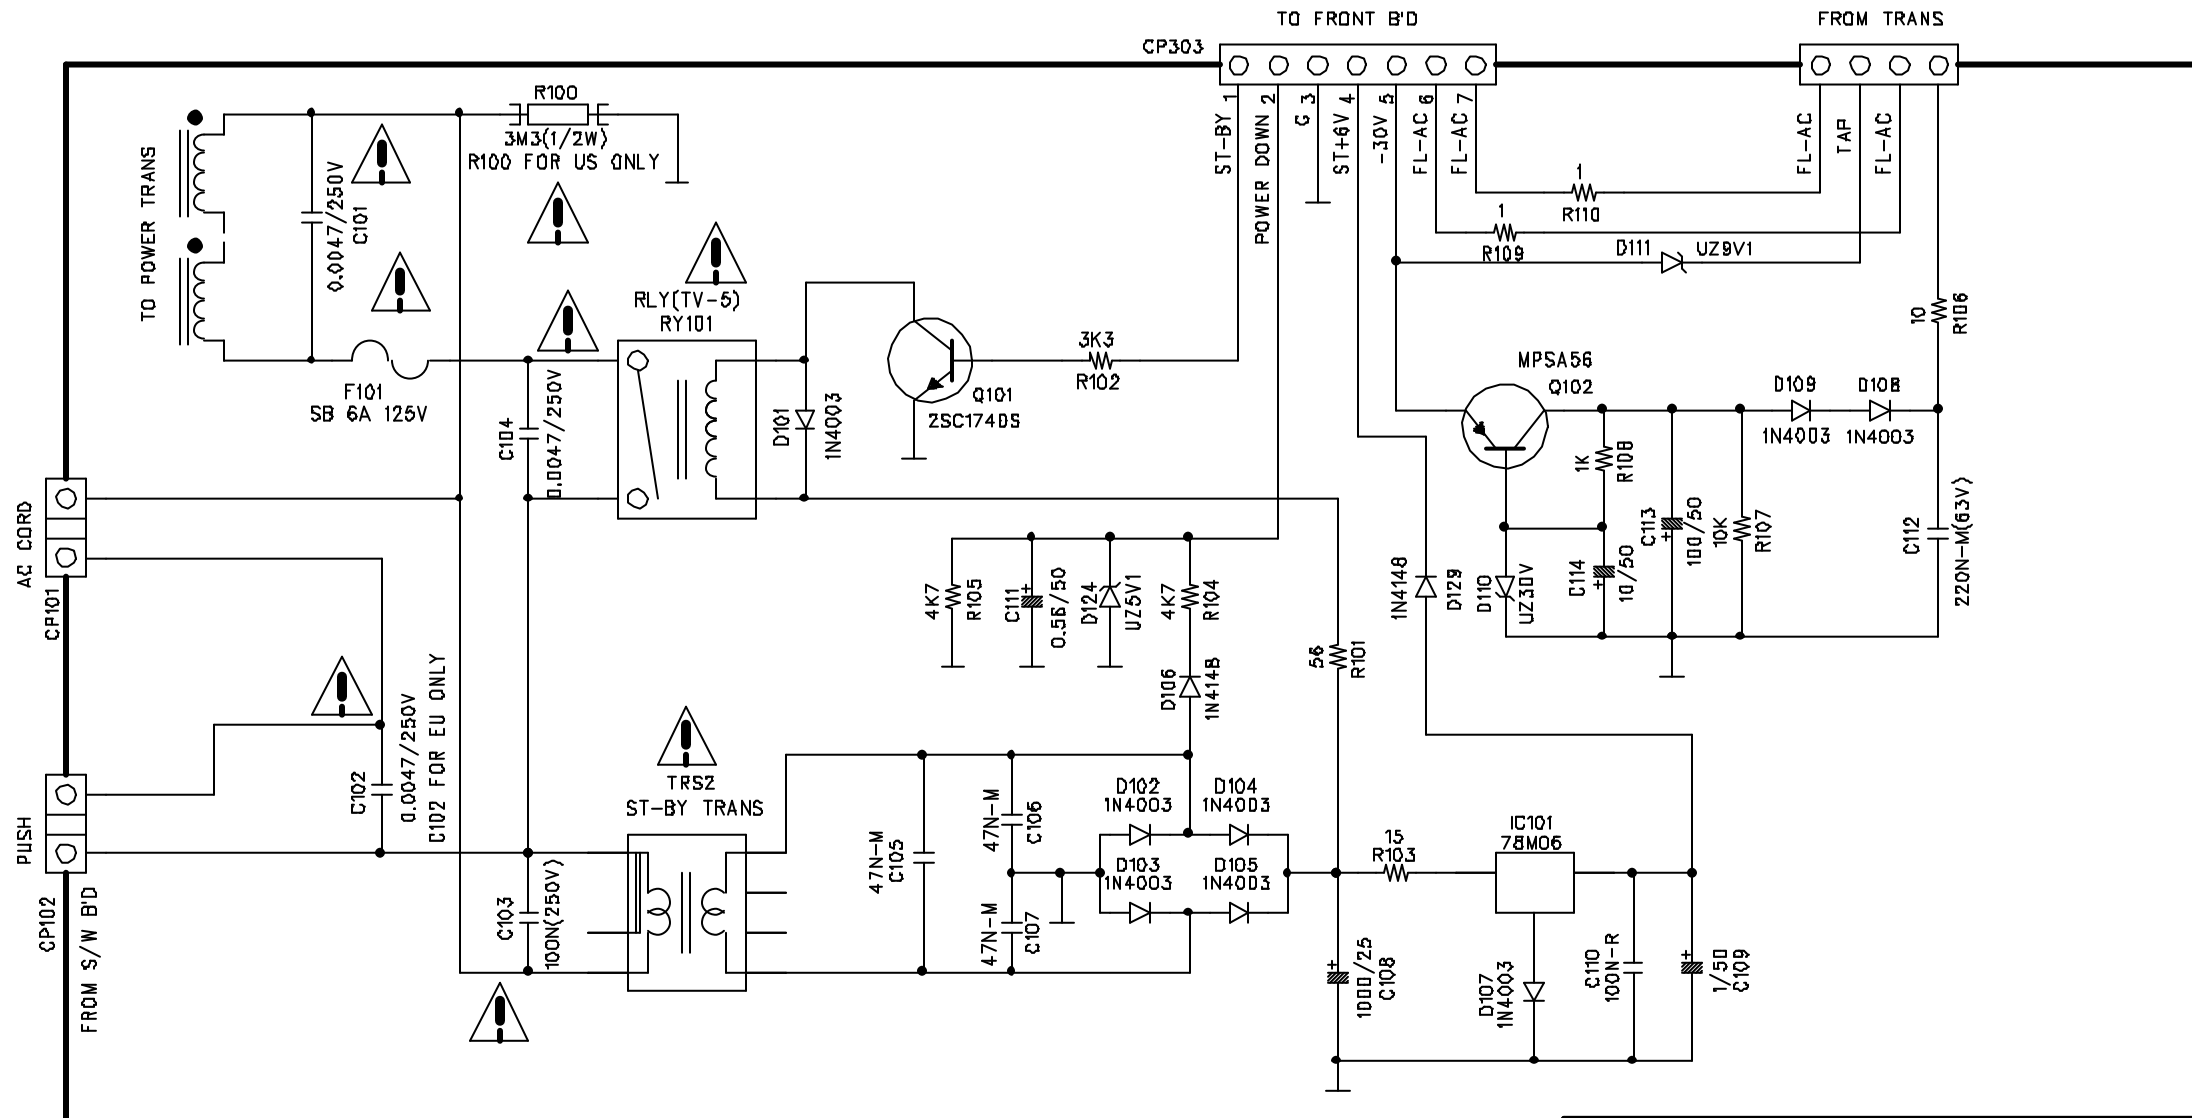 TO FRONT B'D
FROM TRANS
CP303
1
2
3
4
5
6
7
ST-BY
POWER DOWN
G
ST+6V
-30V
FL-AC
FL-AC
FL-AC
TAP
FL-AC
R100
3M3(1/2W)
R100 FOR US ONLY
TO POWER TRANS
0.0047/250V
C101
1
R110
1
R109
D111
UZ9V1
10
R106
RLY(TV-5)
RY101
F101
SB 6A 125V
C104
0.0047/250V
D101
1N4003
Q101
2SC1740S
3K3
R102
MPSA56
Q102
D109
1N4003
D108
1N4003
1K
R108
C113
100/50
10K
R107
C112
220N-M(63V)
AC CORD
CP101
4K7
R105
C111
0.56/50
D124
UZ5V1
4K7
R104
1N4148
D129
D110
UZ30V
C114
10/50
56
R101
D106
1N4148
C102
0.0047/250V
C102 FOR EU ONLY
TRS2
ST-BY TRANS
PUSH
CP102
FROM S/W B'D
C103
100N(250V)
47N-M
C105
47N-M
C106
47N-M
C107
D102
1N4003
D104
1N4003
D103
1N4003
D105
1N4003
15
R103
IC101
78M06
1000/25
C108
D107
1N4003
C110
100N-R
1/50
C109